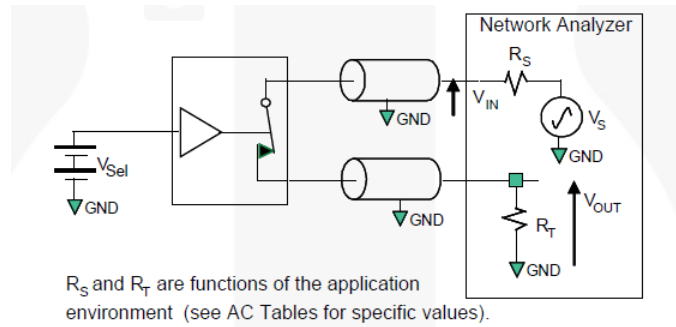 Network Analyzer
R_S
V_IN
GND
V_S
GND
V_Sel
GND
GND
V_OUT
R_T
GND
R_S and R_T are functions of the application
environment (see AC Tables for specific values).